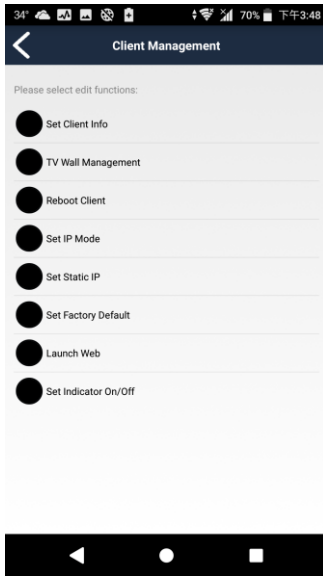 34° 70% 下午3:48
Client Management
Please select edit functions:
Set Client Info
TV Wall Management
Reboot Client
Set IP Mode
Set Static IP
Set Factory Default
Launch Web
Set Indicator On/Off